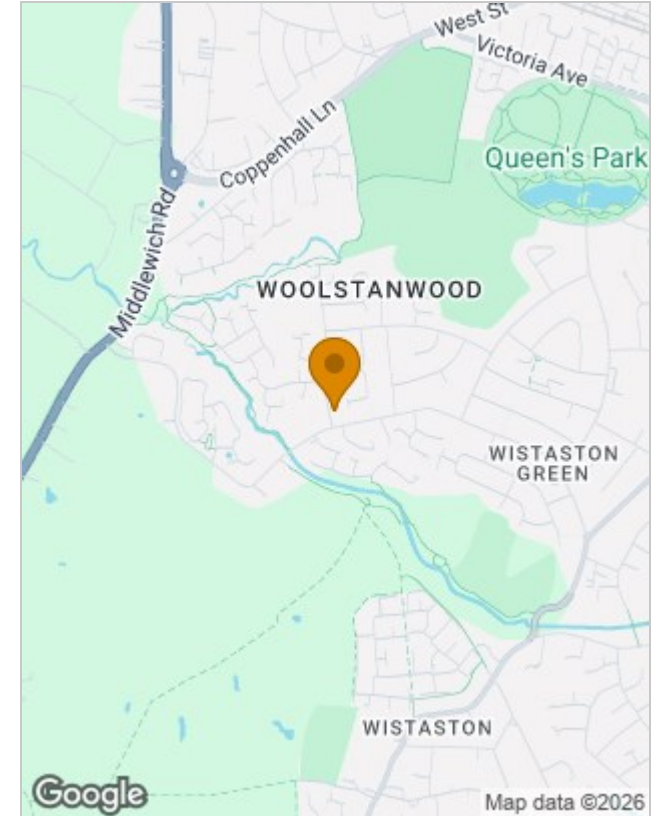 West St
Victoria Ave
Coppenhall Ln
Queen's Park
Middlewich Rd
WOOLSTANWOOD
WISTASTON
GREEN
WISTASTON
Google
Map data ©2026